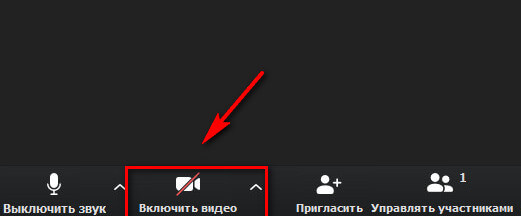 1
Выключить звук
Включить видео
Пригласить
Управлять участниками